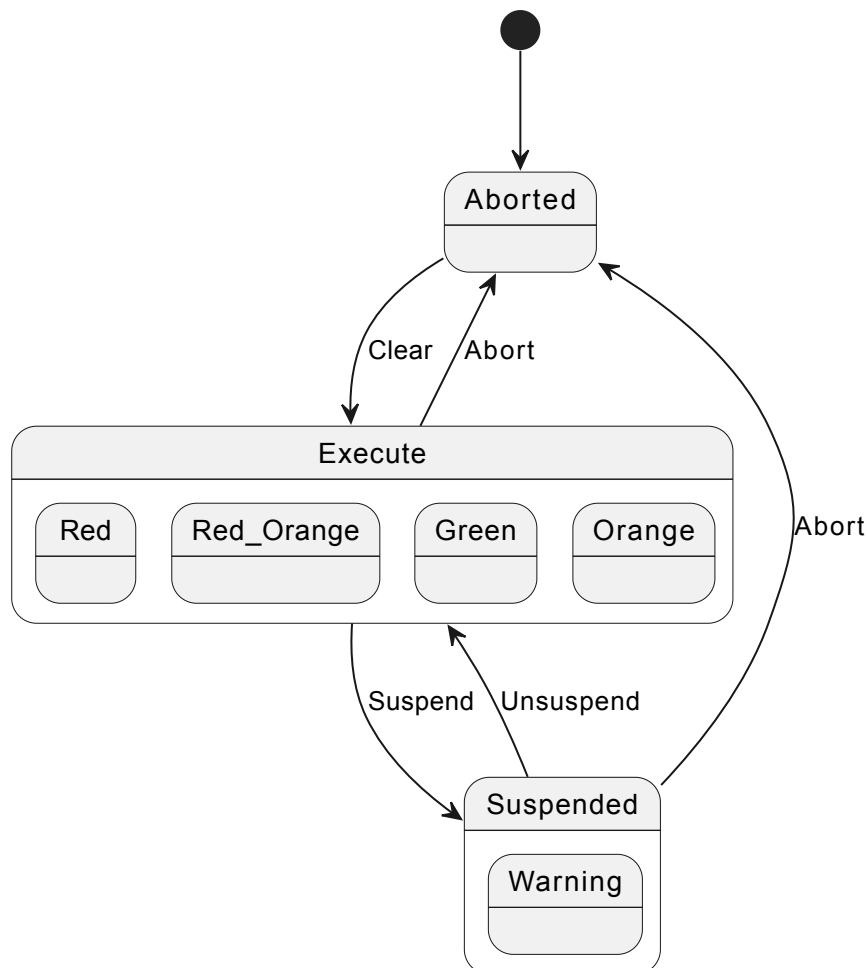 Aborted
Clear
Abort
Execute
Red
Red_Orange
Green
Orange
Abort
Suspend
Unsuspend
Suspended
Warning